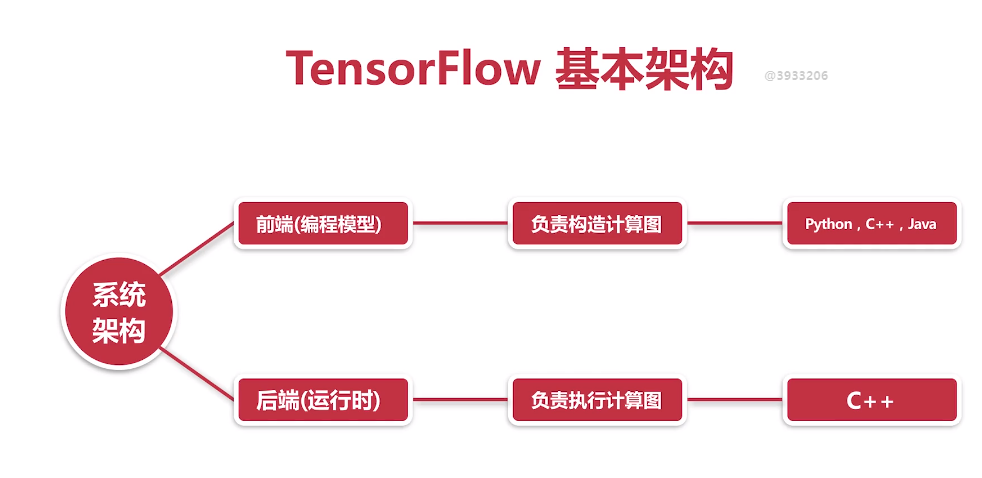 TensorFlow 基本架构
@3933206
前端(编程模型)
负责构造计算图
Python , C++ , Java
系统
架构
后端(运行时)
负责执行计算图
C++